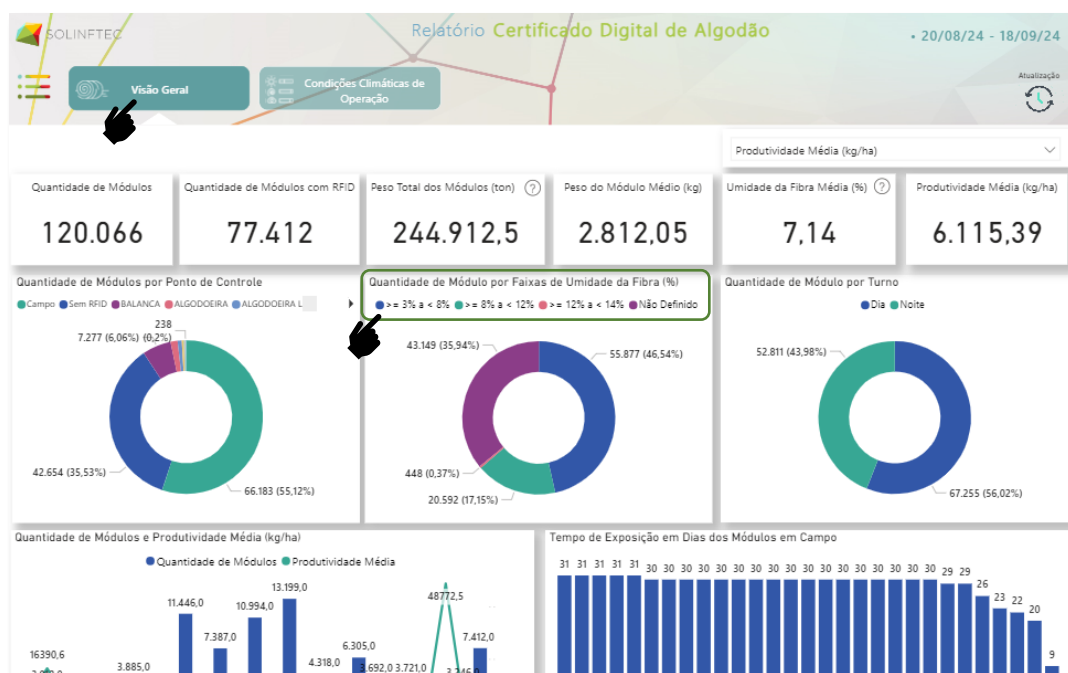 SOLINFTEC
Relatório Certificado Digital de Algodão
• 20/08/24 - 18/09/24
Visão Geral
Condições Climáticas de
Operação
Atualização
Produtividade Média (kg/ha)
Quantidade de Módulos
120.066
Quantidade de Módulos com RFID
77.412
Peso Total dos Módulos (ton) ?
244.912,5
Peso do Módulo Médio (kg)
2.812,05
Umidade da Fibra Média (%) ?
7,14
Produtividade Média (kg/ha)
6.115,39
Quantidade de Módulos por Ponto de Controle
Campo Sem RFID BALANCA ALGODOEIRA ALGODOEIRA L
238
(0,2%)
7.277 (6,06%)
42.654 (35,53%)
66.183 (55,12%)
Quantidade de Módulo por Faixas de Umidade da Fibra (%)
>= 3% a < 8% >= 8% a < 12% >= 12% a < 14% Não Definido
43.149 (35,94%)
55.877 (46,54%)
448 (0,37%)
20.592 (17,15%)
Quantidade de Módulo por Turno
Dia Noite
52.811 (43,98%)
67.255 (56,02%)
Quantidade de Módulos e Produtividade Média (kg/ha)
Quantidade de Módulos Produtividade Média
16390,6
3.885,0
11.446,0
7.387,0
10.994,0
13.199,0
4.318,0
6.305,0
3.692,0 3.721,0
48772,5
7.412,0
Tempo de Exposição em Dias dos Módulos em Campo
31 31 31 31 31 30 30 30 30 30 30 30 30 30 30 30 30 30 30 30 30 29 29 26 23 22 20 9